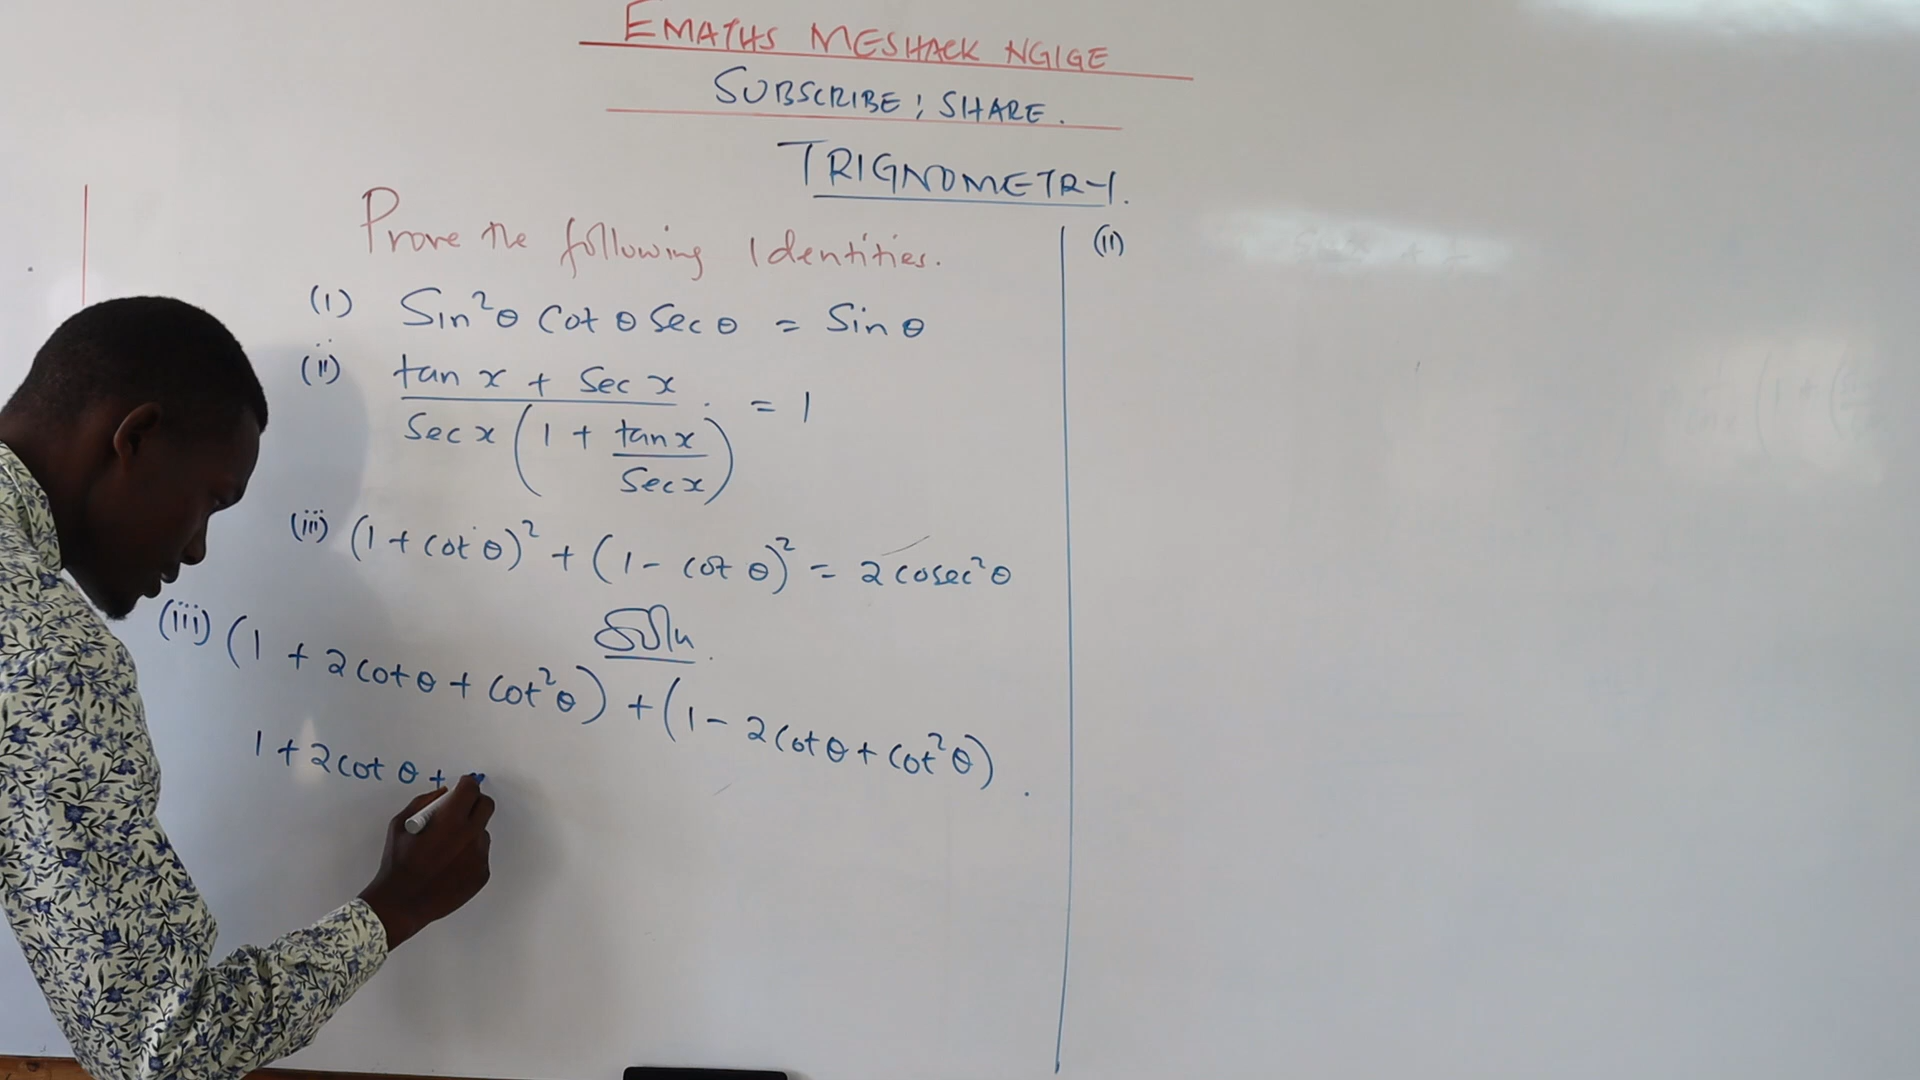 EMATHS MESHACK NGIGE
SUBSCRIBE; SHARE.
TRIGNOMETRY.
Prove the following Identities.
(i) Sin²θ Cot θ Sec θ = Sin θ
(ii) tan x + Sec x / Sec x (1 + tan x / Sec x) = 1
(iii) (1 + cot θ)² + (1 - cot θ)² = 2 cosec²θ
Soln.
(iii) (1 + 2 cot θ + cot²θ) + (1 - 2 cot θ + cot²θ).
1 + 2 cot θ +
(ii)